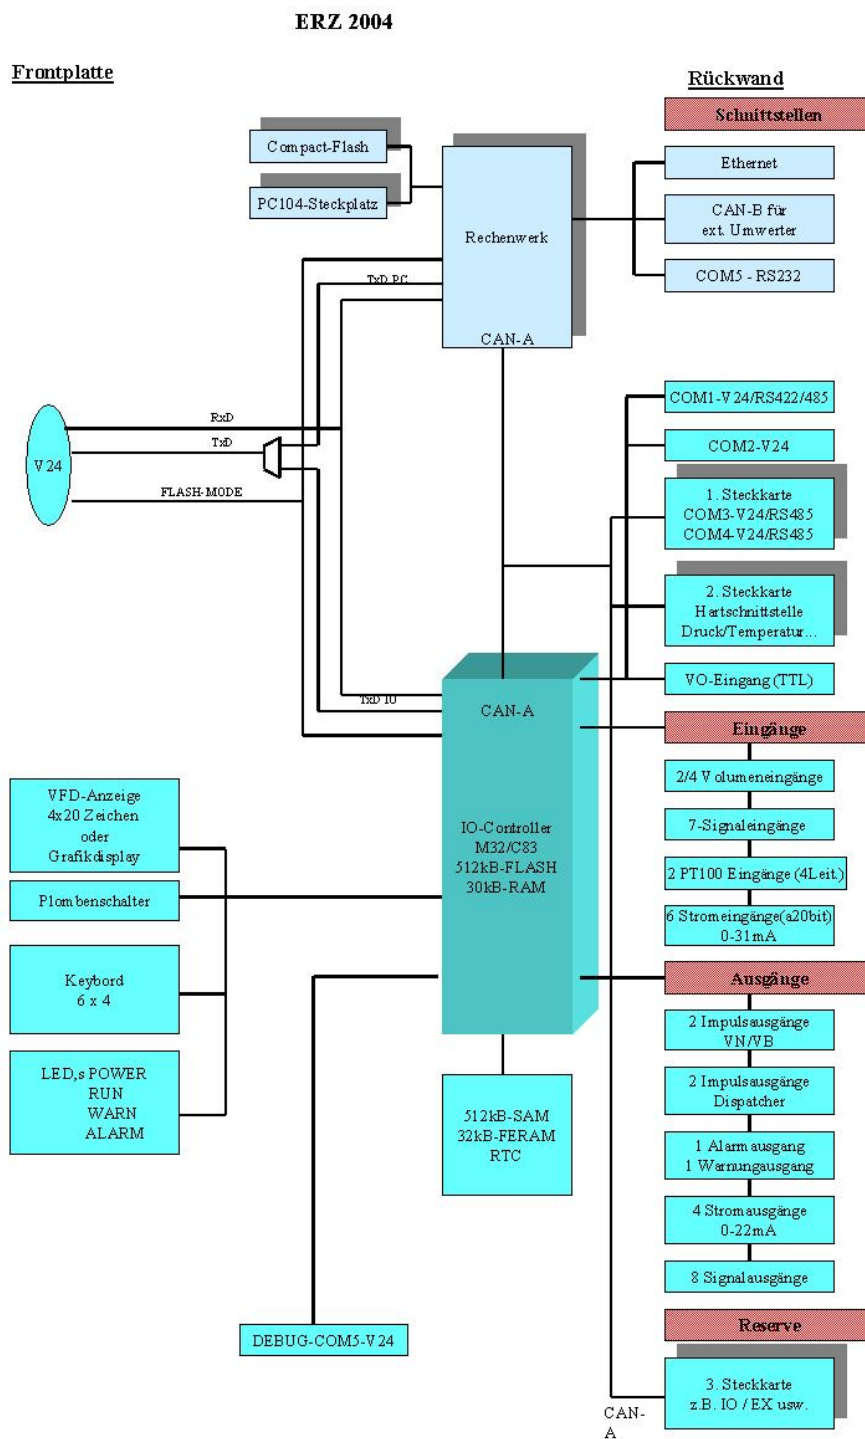 ERZ 2004
Frontplatte
Rückwand
Schnittstellen
Compact-Flash
PC104-Steckplatz
Rechenwerk
CAN-A
Ethernet
CAN-B für
ext. Umwerter
COM5 - RS232
TxD PC
RxD
TxD
V24
FLASH-MODE
COM1-V24/RS422/485
COM2-V24
1. Steckkarte
COM3-V24/RS485
COM4-V24/RS485
2. Steckkarte
Hartschnittstelle
Druck/Temperatur...
VO-Eingang (TTL)
TxD IO
CAN-A
IO-Controller
M32/C83
512kB-FLASH
30kB-RAM
Eingänge
2/4 Volumeneingänge
7-Signaleingänge
2 PT100 Eingänge (4Leit.)
6 Stromeingänge(a20bit)
0-31mA
VFD-Anzeige
4x20 Zeichen
oder
Grafikdisplay
Plombenschalter
Keybord
6 x 4
LED,s POWER
RUN
WARN
ALARM
Ausgänge
2 Impulsausgänge
VN/VB
2 Impulsausgänge
Dispatcher
1 Alarmausgang
1 Warnungausgang
4 Stromausgänge
0-22mA
8 Signalausgänge
512kB-SAM
32kB-FERAM
RTC
DEBUG-COM5-V24
Reserve
3. Steckkarte
z.B. IO / EX usw.
CAN-
A